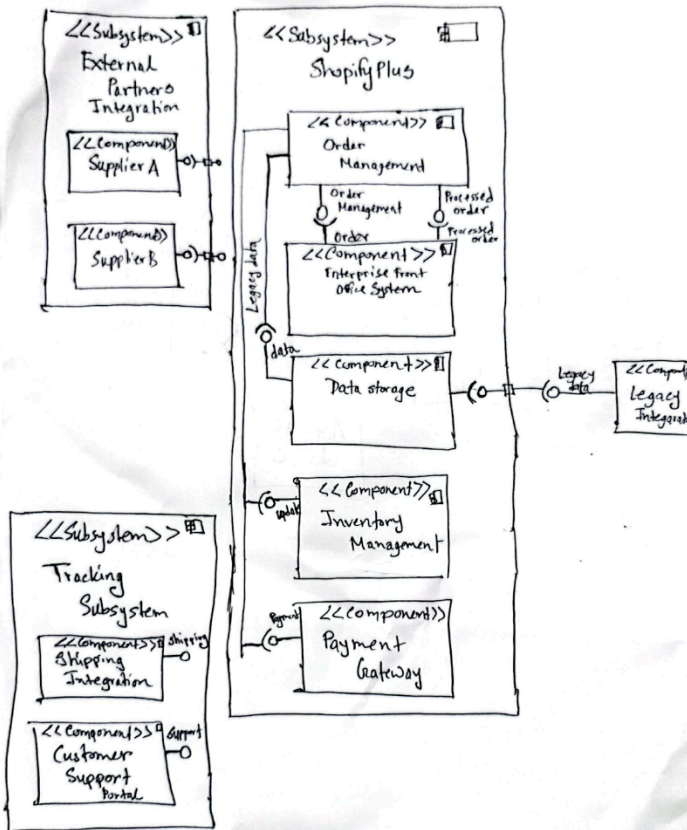 <<Subsystem>>
External
Partners
Integration
<<Component>>
Supplier A
<<Component>>
Supplier B
<<Subsystem>>
Shopify Plus
<<Component>>
Order
Management
Order
Management
Order
Processed
order
Processed
order
<<Component>>
Enterprise Front
Office System
Legacy data
data
<<Component>>
Data storage
Legacy
data
<<Compon
Legacy
<<Component>>
Inventory
Management
<<Component>>
Payment
Gateway
Payment
<<Subsystem>>
Tracking
Subsystem
<<Component>>
Shipping
Integration
Shipping
<<Component>>
Customer
Support
Portal
Support